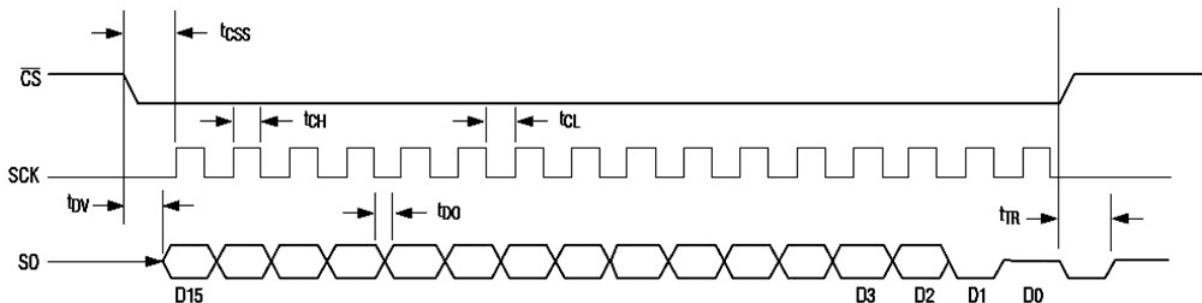 tCSS
CS
tCH
tCL
SCK
tDV
tDO
tTR
SO
D15
D3
D2
D1
D0